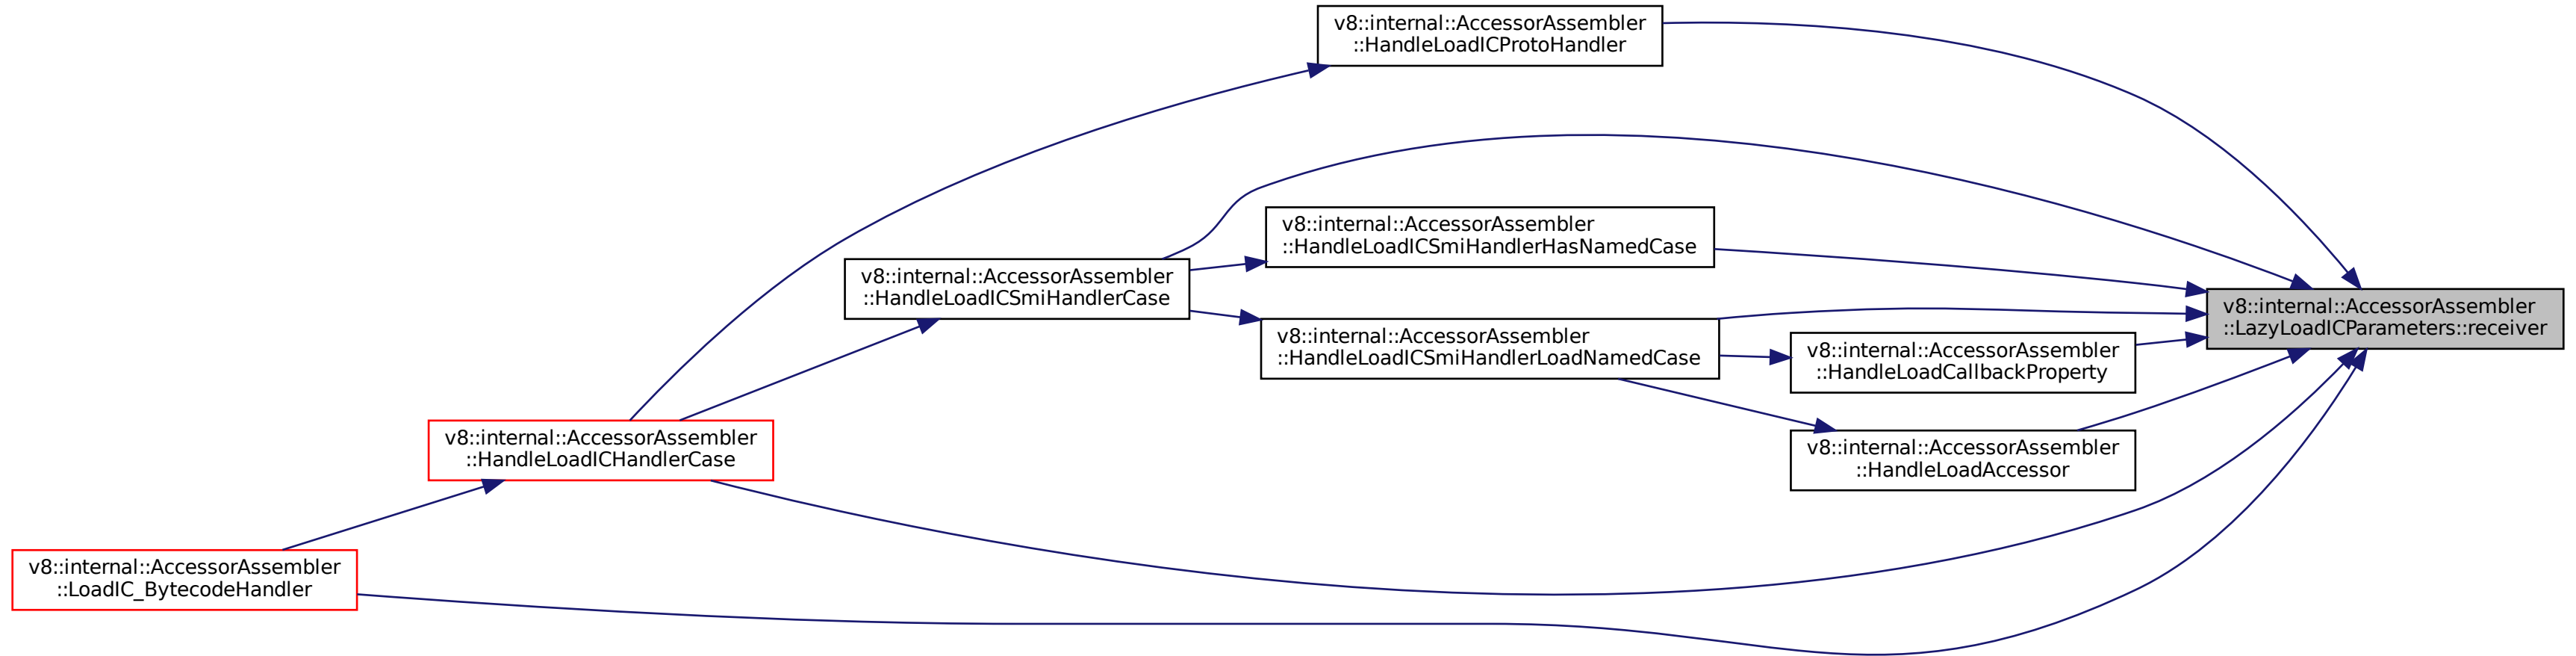 v8::internal::AccessorAssembler
::HandleLoadICProtoHandler
v8::internal::AccessorAssembler
::HandleLoadICSmiHandlerHasNamedCase
v8::internal::AccessorAssembler
::HandleLoadICSmiHandlerCase
v8::internal::AccessorAssembler
::LazyLoadICParameters::receiver
v8::internal::AccessorAssembler
::HandleLoadICSmiHandlerLoadNamedCase
v8::internal::AccessorAssembler
::HandleLoadCallbackProperty
v8::internal::AccessorAssembler
::HandleLoadICHandlerCase
v8::internal::AccessorAssembler
::HandleLoadAccessor
v8::internal::AccessorAssembler
::LoadIC_BytecodeHandler